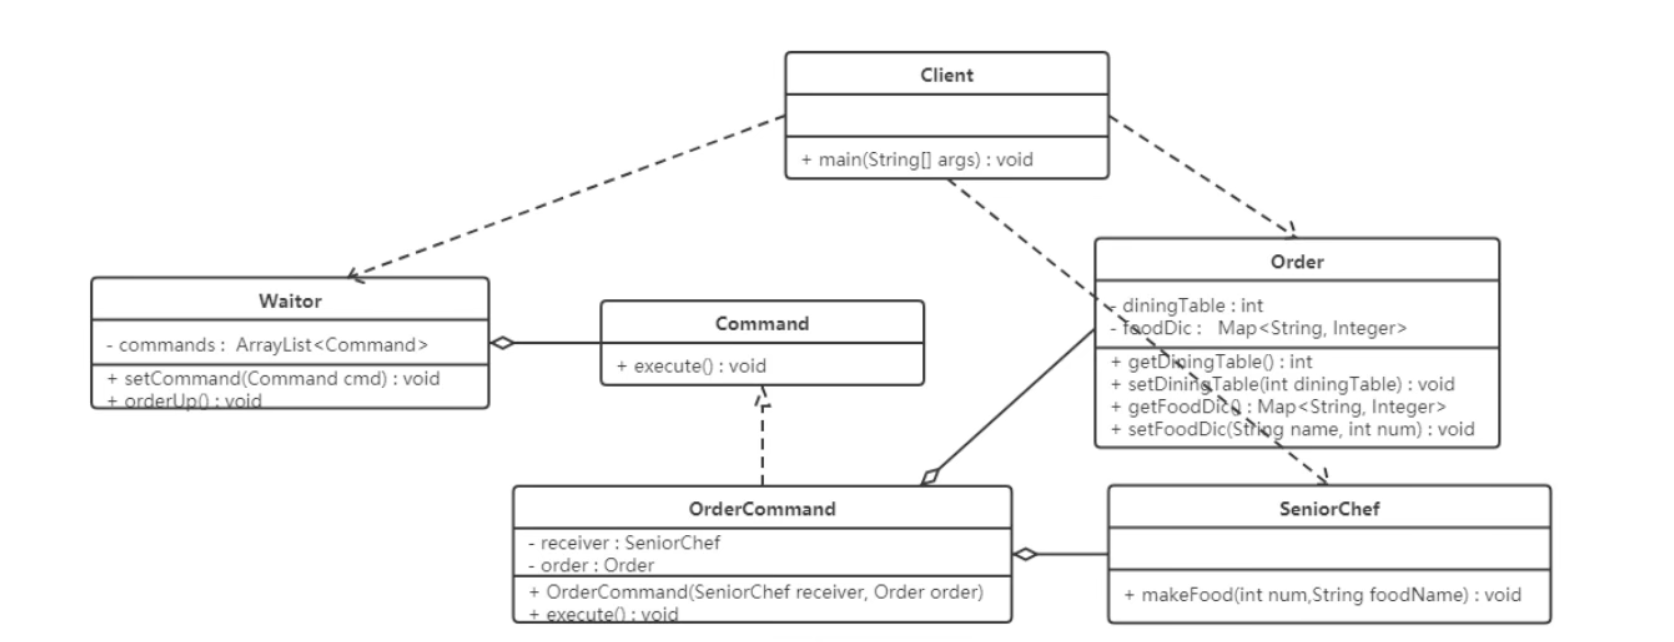 Client
+ main(String[] args) : void
Order
- diningTable : int
- foodDic :  Map<String, Integer>
+ getDiningTable() : int
+ setDiningTable(int diningTable) : void
+ getFoodDic() : Map<String, Integer>
+ setFoodDic(String name, int num) : void
Waitor
- commands :  ArrayList<Command>
+ setCommand(Command cmd) : void
+ orderUp() : void
Command
+ execute() : void
OrderCommand
- receiver : SeniorChef
- order : Order
+ OrderCommand(SeniorChef receiver, Order order)
+ execute() : void
SeniorChef
+ makeFood(int num,String foodName) : void